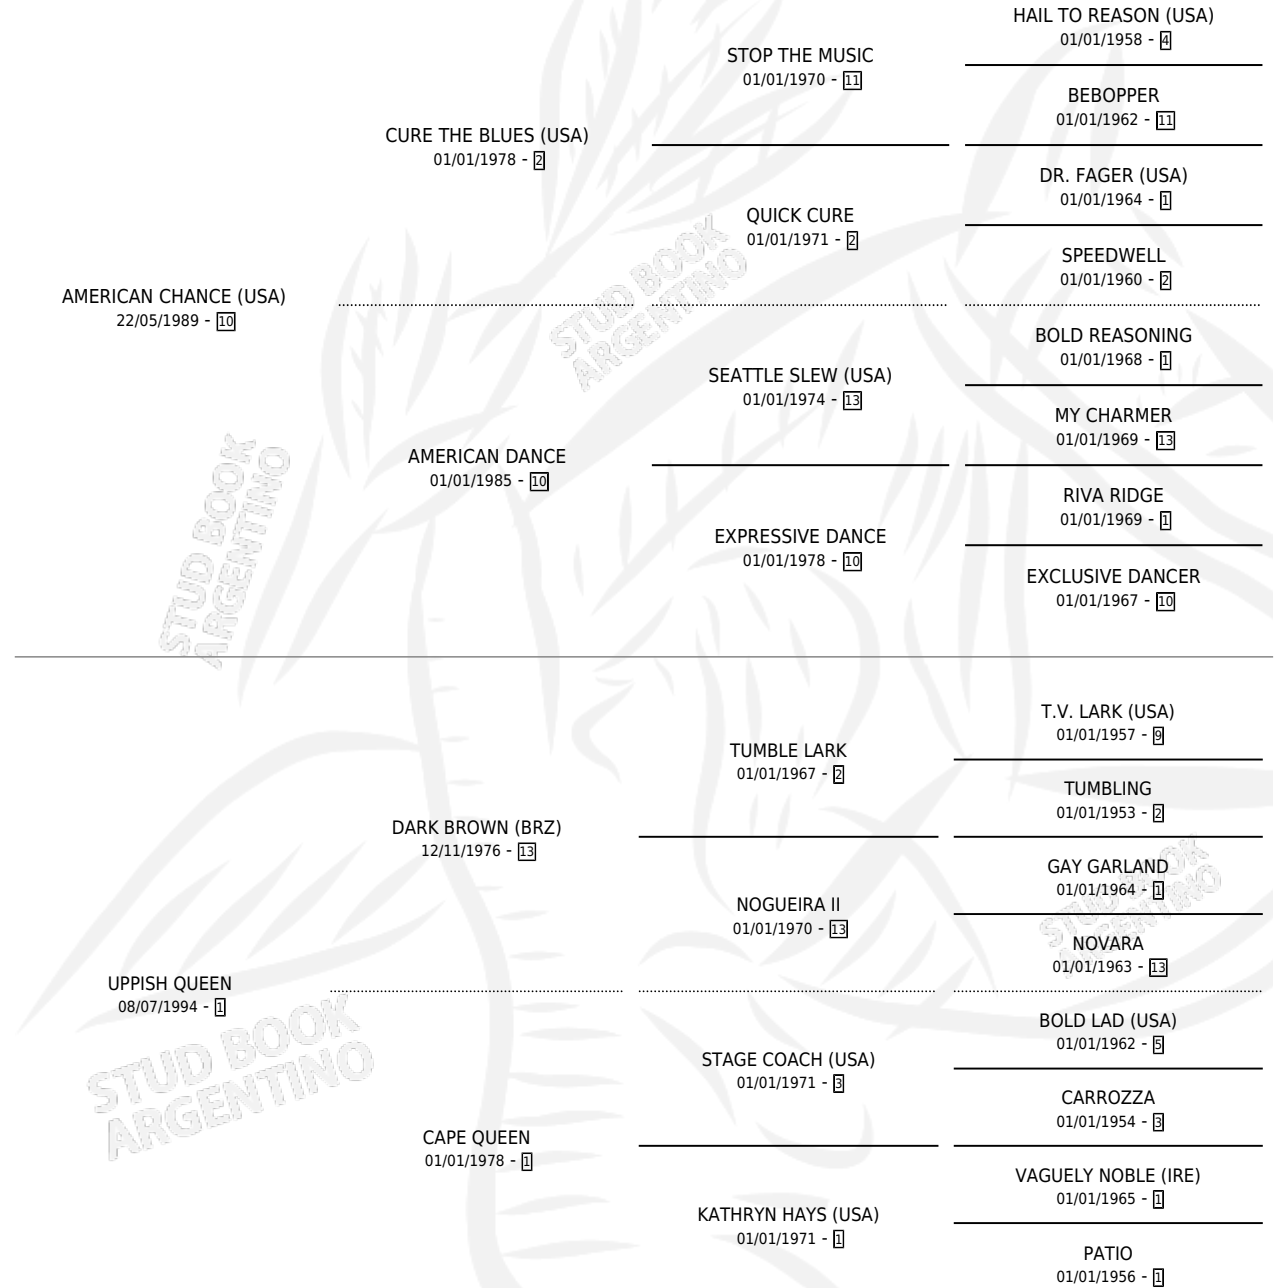 HAIL TO REASON (USA)
01/01/1958 - 4
STOP THE MUSIC
01/01/1970 - 11
BEBOPPER
01/01/1962 - 11
CURE THE BLUES (USA)
01/01/1978 - 2
DR. FAGER (USA)
01/01/1964 - 1
QUICK CURE
01/01/1971 - 2
SPEEDWELL
01/01/1960 - 2
AMERICAN CHANCE (USA)
22/05/1989 - 10
BOLD REASONING
01/01/1968 - 1
SEATTLE SLEW (USA)
01/01/1974 - 13
MY CHARMER
01/01/1969 - 13
AMERICAN DANCE
01/01/1985 - 10
RIVA RIDGE
01/01/1969 - 1
EXPRESSIVE DANCE
01/01/1978 - 10
EXCLUSIVE DANCER
01/01/1967 - 10
T.V. LARK (USA)
01/01/1957 - 9
TUMBLE LARK
01/01/1967 - 2
TUMBLING
01/01/1953 - 2
DARK BROWN (BRZ)
12/11/1976 - 13
GAY GARLAND
01/01/1964 - 1
NOGUEIRA II
01/01/1970 - 13
NOVARA
01/01/1963 - 13
UPPISH QUEEN
08/07/1994 - 1
BOLD LAD (USA)
01/01/1962 - 5
STAGE COACH (USA)
01/01/1971 - 3
CARROZZA
01/01/1954 - 3
CAPE QUEEN
01/01/1978 - 1
VAGUELY NOBLE (IRE)
01/01/1965 - 1
KATHRYN HAYS (USA)
01/01/1971 - 1
PATIO
01/01/1956 - 1
STUD BOOK
ARGENTINO
STUD BOOK
ARGENTINO
STUD BOOK
ARGENTINO
STUD BOOK
ARGENTINO